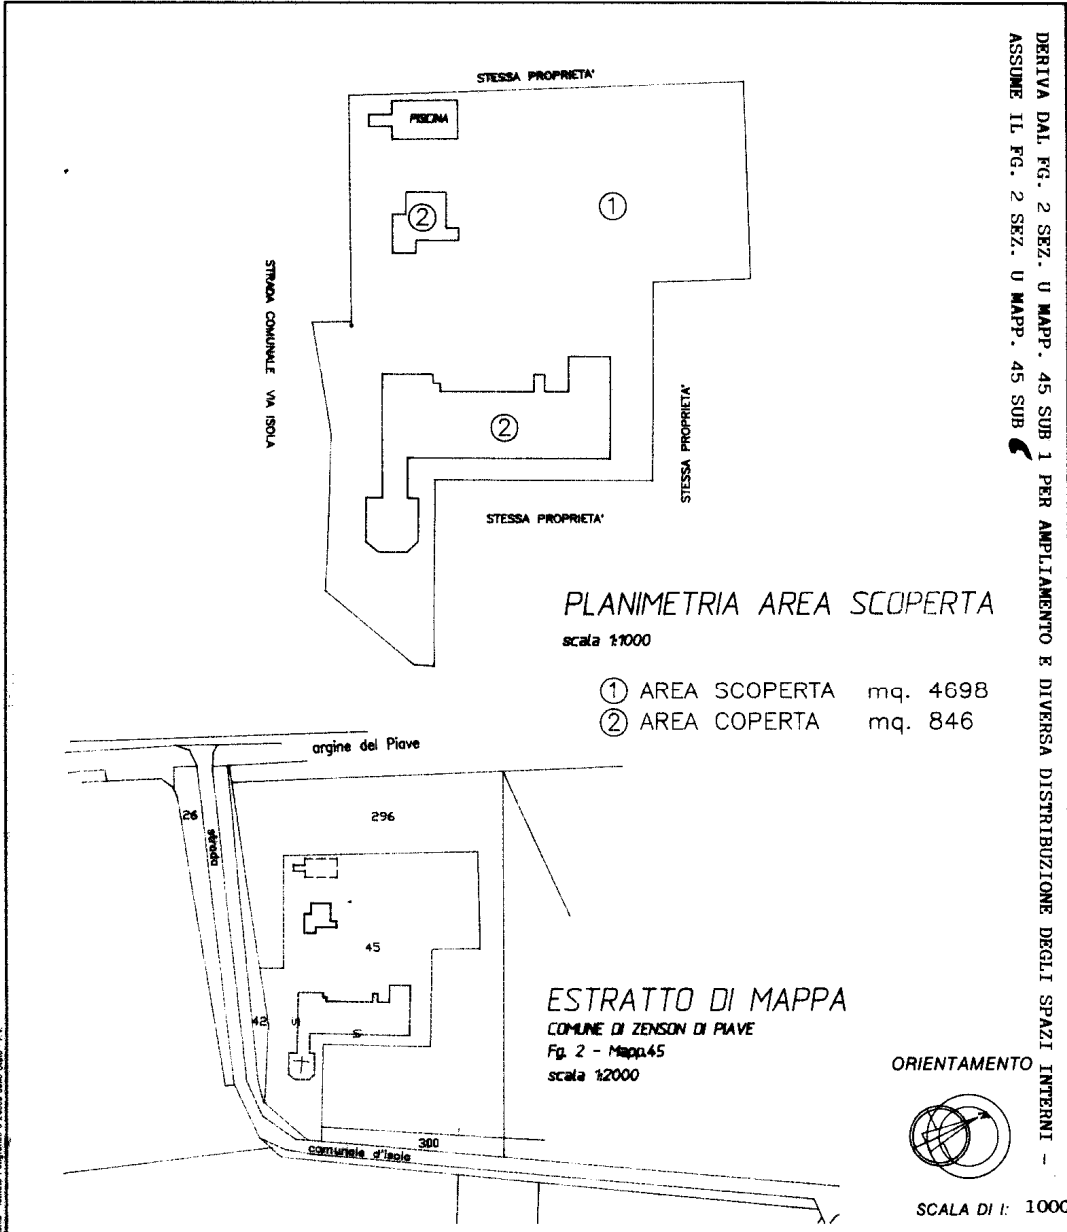 STESSA PROPRIETA'
PISCINA
1
2
STRADA COMUNALE VIA ISOLA
2
STESSA PROPRIETA'
STESSA PROPRIETA'
PLANIMETRIA AREA SCOPERTA
scala 1:1000
1 AREA SCOPERTA mq. 4698
2 AREA COPERTA mq. 846
argine del Piave
26
strada
296
45
42
300
comunale d'Isola
ESTRATTO DI MAPPA
COMUNE DI ZENSON DI PIAVE
Fg. 2 - Mapp.45
scala 1:2000
ORIENTAMENTO
SCALA DI 1: 1000
DERIVA DAL FG. 2 SEZ. U MAPP. 45 SUB 1 PER AMPLIAMENTO E DIVERSA DISTRIBUZIONE DEGLI SPAZI INTERNI -
ASSUME IL FG. 2 SEZ. U MAPP. 45 SUB